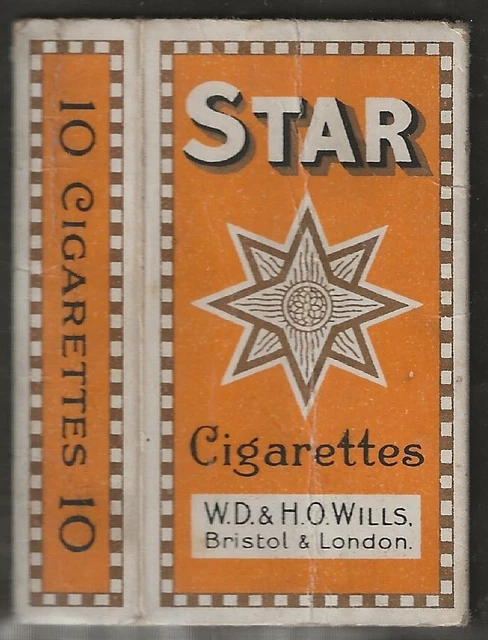 10 CIGARETTES 10
STAR
Cigarettes
W.D. & H.O. WILLS.
Bristol & London.